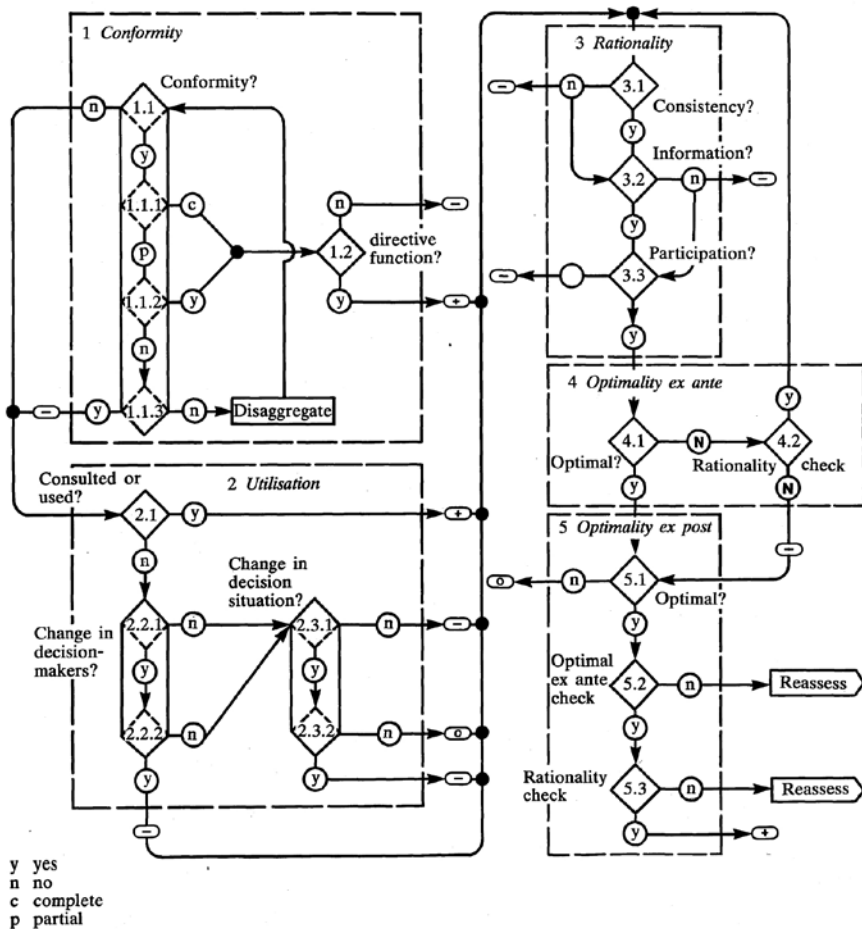 1 Conformity
Conformity?
n
1.1
y
1.1.1
c
p
1.1.2
y
n
1.1.3
y
−
n
Disaggregate
n
−
1.2
directive
function?
y
+
2 Utilisation
Consulted or
used?
2.1
y
+
n
Change in
decision
situation?
2.2.1
n
2.3.1
n
−
Change in
decision-
makers?
y
y
2.2.2
n
2.3.2
n
o
y
y
−
−
3 Rationality
−
n
3.1
Consistency?
y
Information?
3.2
n
−
y
Participation?
−
3.3
y
4 Optimality ex ante
y
4.1
N
4.2
Optimal?
Rationality
check
y
N
−
5 Optimality ex post
o
n
5.1
Optimal?
y
Optimal
ex ante
check
5.2
n
Reassess
y
Rationality
check
5.3
n
Reassess
y
+
y yes
n no
c complete
p partial